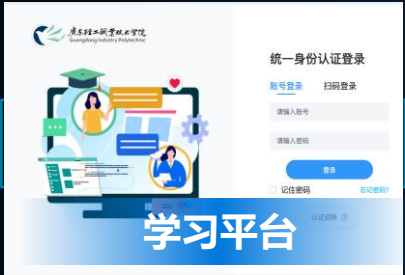 广东轻工职业技术学院
Guangdong Industry Polytechnic
统一身份认证登录
账号登录 扫码登录
请输入账号
请输入密码
登录
记住密码 忘记密码?
学习平台